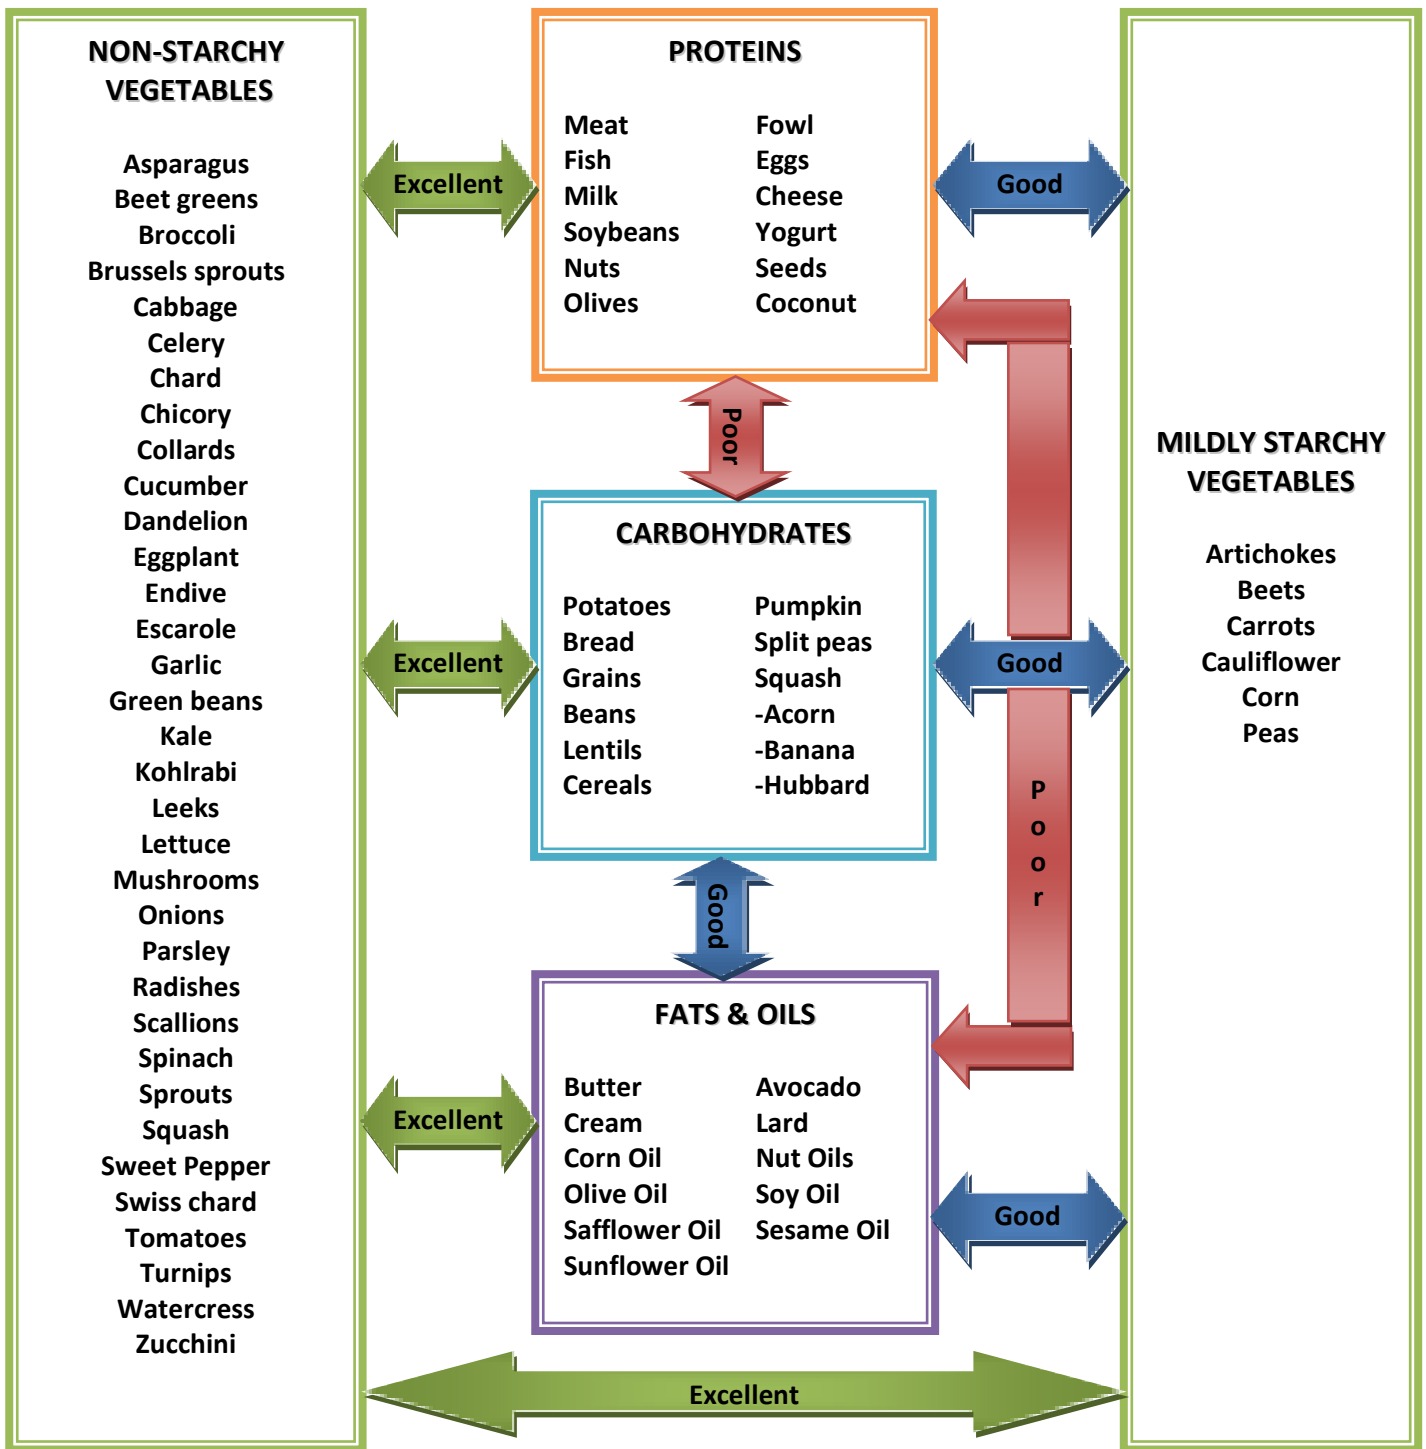 NON-STARCHY
VEGETABLES
Asparagus
Beet greens
Broccoli
Brussels sprouts
Cabbage
Celery
Chard
Chicory
Collards
Cucumber
Dandelion
Eggplant
Endive
Escarole
Garlic
Green beans
Kale
Kohlrabi
Leeks
Lettuce
Mushrooms
Onions
Parsley
Radishes
Scallions
Spinach
Sprouts
Squash
Sweet Pepper
Swiss chard
Tomatoes
Turnips
Watercress
Zucchini
Excellent
PROTEINS
Meat Fowl
Fish Eggs
Milk Cheese
Soybeans Yogurt
Nuts Seeds
Olives Coconut
Good
Poor
Excellent
CARBOHYDRATES
Potatoes Pumpkin
Bread Split peas
Grains Squash
Beans -Acorn
Lentils -Banana
Cereals -Hubbard
Good
Poor
Good
Excellent
FATS & OILS
Butter Avocado
Cream Lard
Corn Oil Nut Oils
Olive Oil Soy Oil
Safflower Oil Sesame Oil
Sunflower Oil
Good
MILDLY STARCHY
VEGETABLES
Artichokes
Beets
Carrots
Cauliflower
Corn
Peas
Excellent